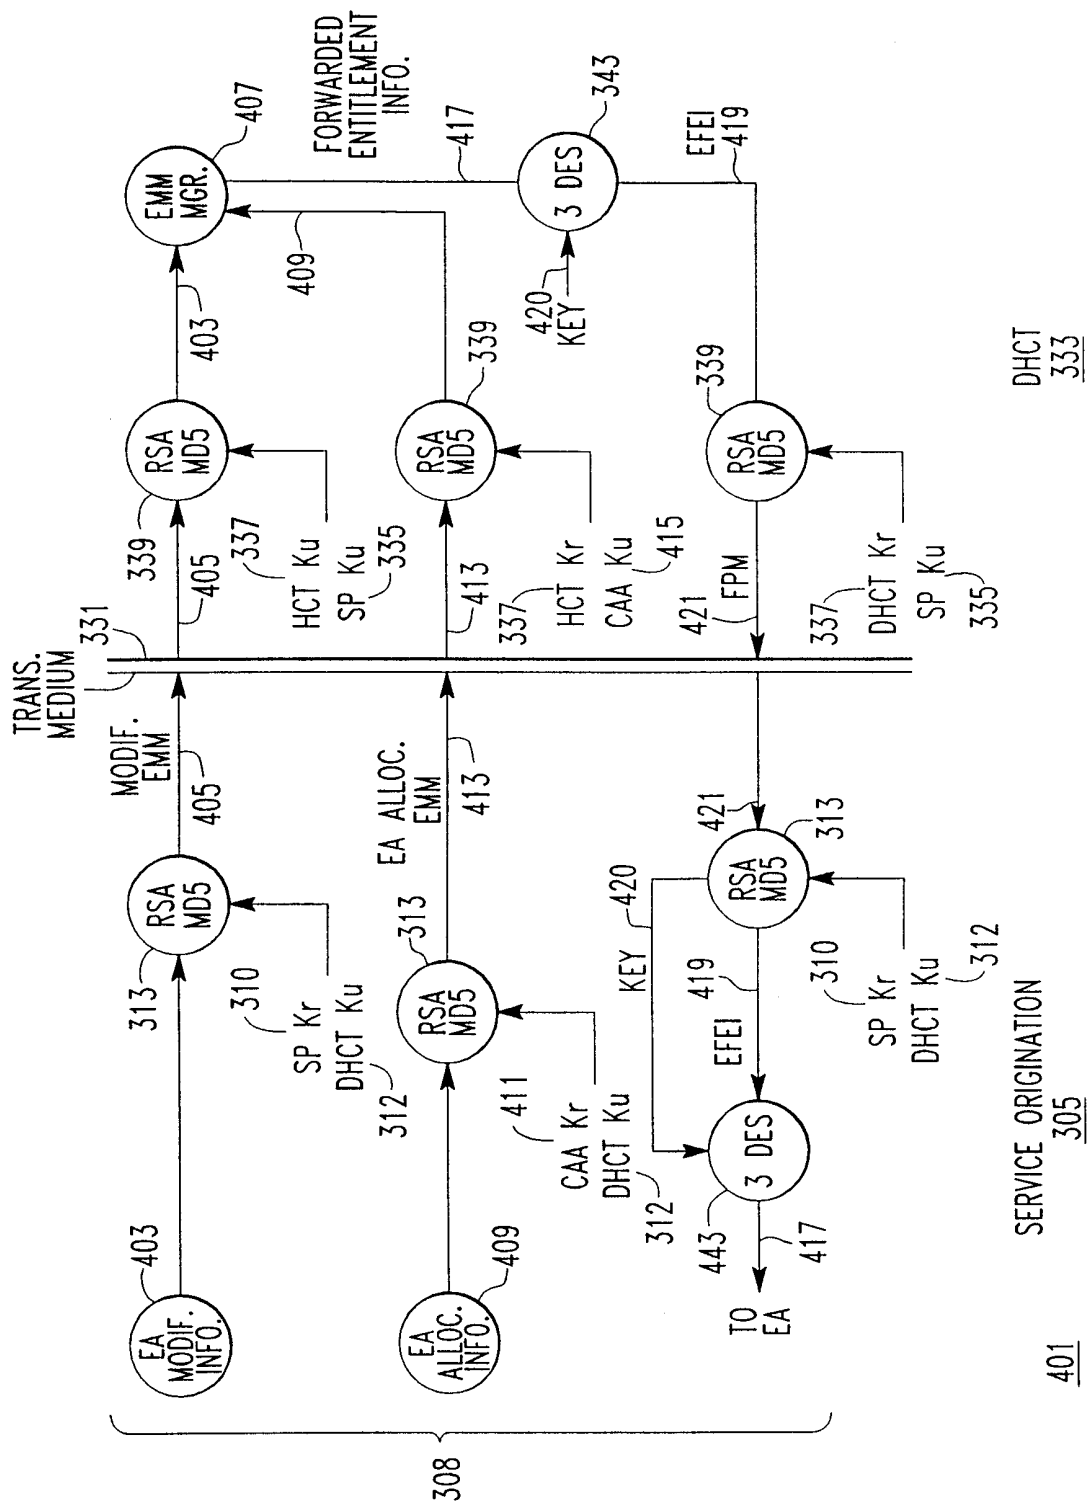 308
EA
MODIF.
INFO.
403
313
RSA
MD5
310
SP Kr
DHCT Ku
312
MODIF.
EMM
405
TRANS.
MEDIUM
331
405
339
RSA
MD5
337
HCT Ku
SP Ku
335
403
EMM
MGR.
407
409
FORWARDED
ENTITLEMENT
INFO.
417
EA
ALLOC.
INFO.
409
RSA
MD5
313
411
CAA Kr
DHCT Ku
312
EA ALLOC.
EMM
413
413
RSA
MD5
339
337
HCT Kr
CAA Ku
415
420
KEY
3 DES
343
EFEI
419
TO
EA
417
443
3 DES
KEY
420
EFEI
419
RSA
MD5
313
310
SP Kr
DHCT Ku
312
421
421
FPM
RSA
MD5
339
337
DHCT Kr
SP Ku
335
401
SERVICE ORIGINATION
305
DHCT
333